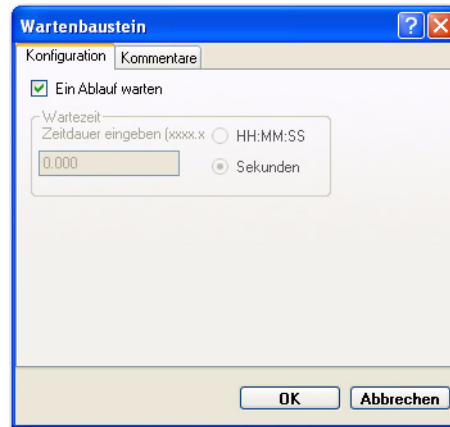 Wartenbaustein
Konfiguration Kommentare
Ein Ablauf warten
Wartezeit
Zeitdauer eingeben (xxxx.x HH:MM:SS
0.000 Sekunden
OK Abbrechen